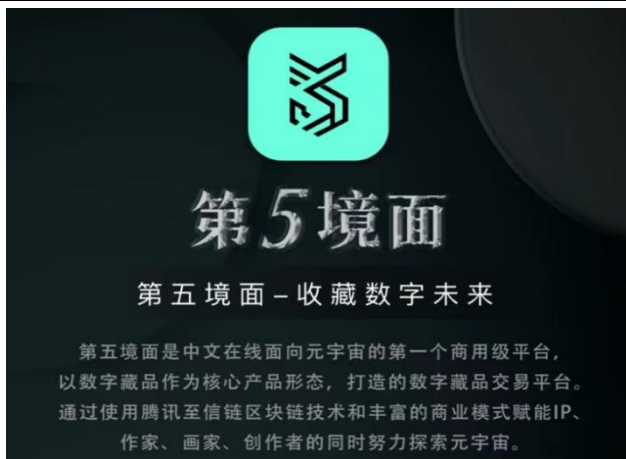 第5境面
第五境面–收藏数字未来
第五境面是中文在线面向元宇宙的第一个商用级平台,
以数字藏品作为核心产品形态, 打造的数字藏品交易平台。
通过使用腾讯至信链区块链技术和丰富的商业模式赋能IP、
作家、画家、创作者的同时努力探索元宇宙。